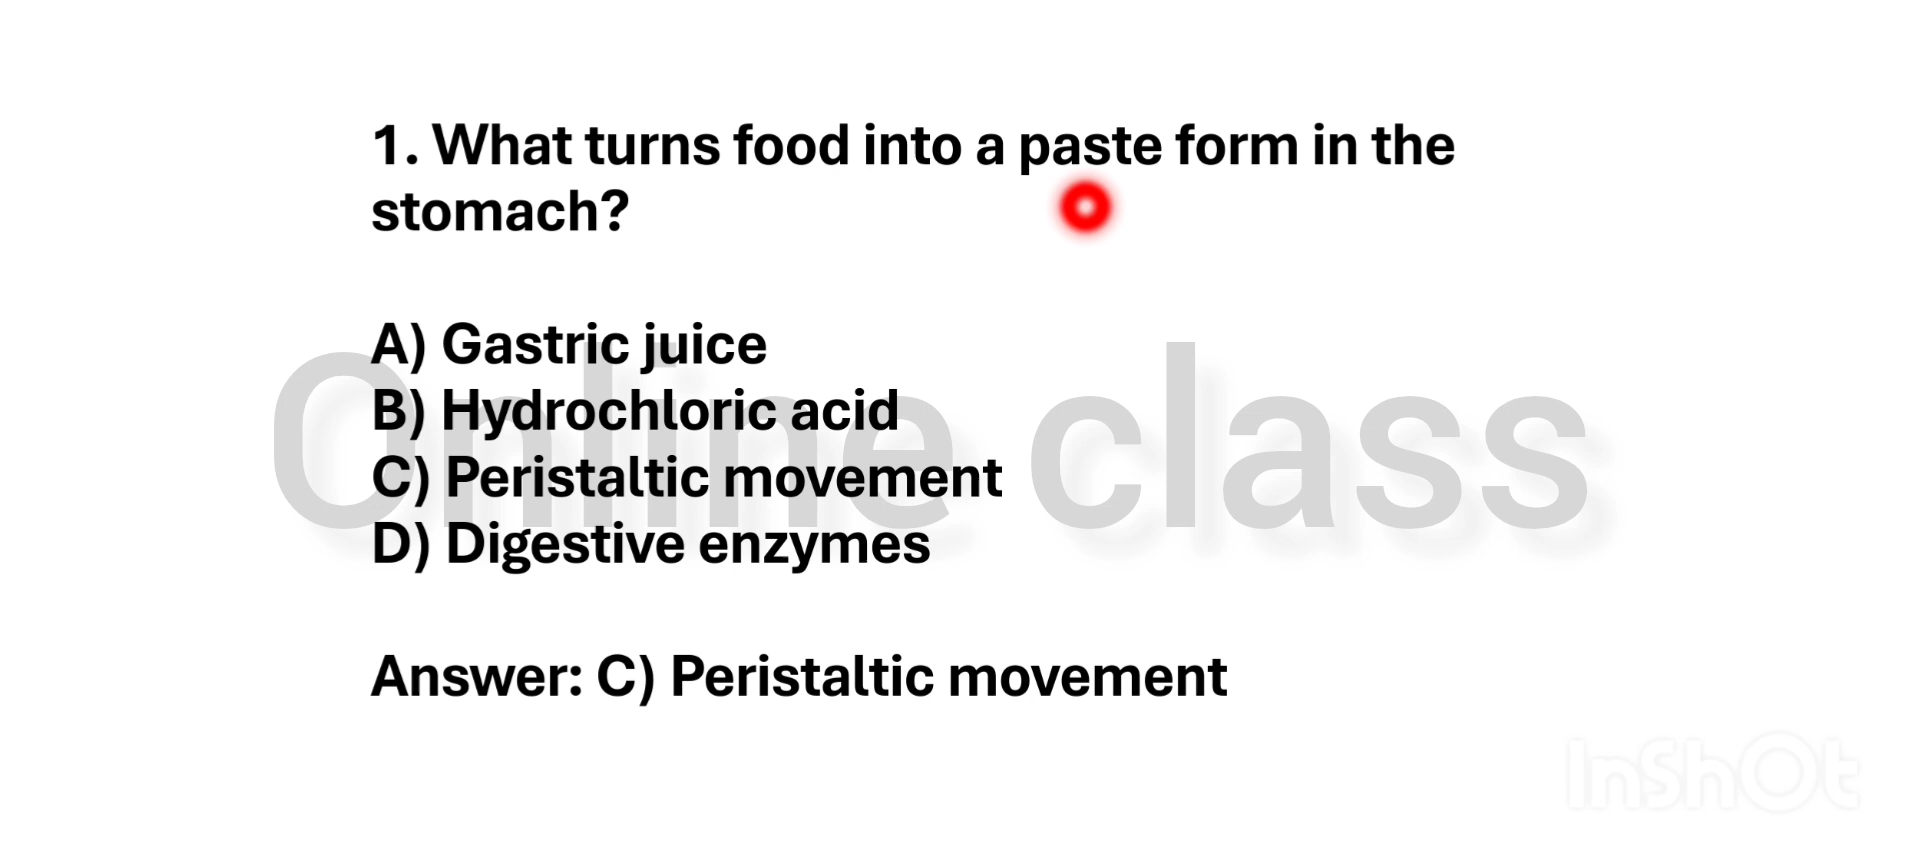 1. What turns food into a paste form in the
stomach?
A) Gastric juice
B) Hydrochloric acid
C) Peristaltic movement
D) Digestive enzymes
Online class
Answer: C) Peristaltic movement
InShOt